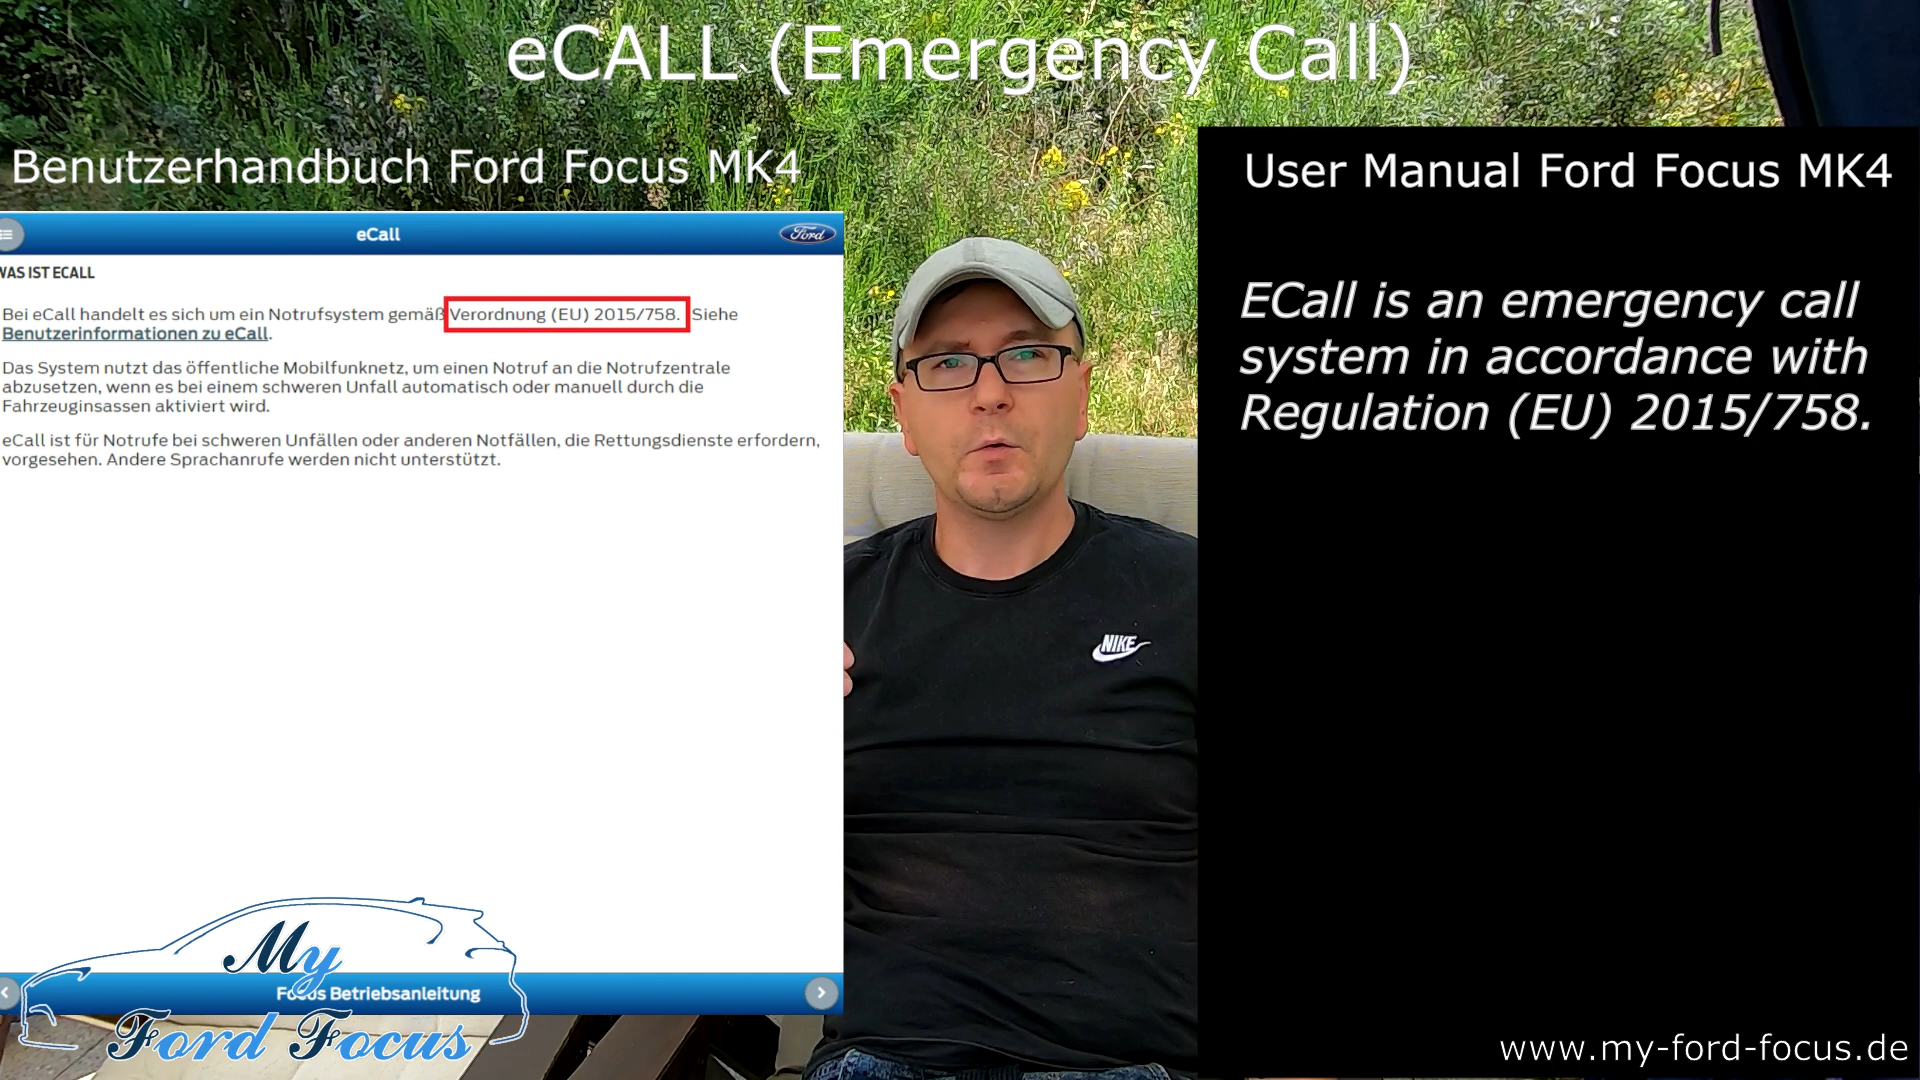 eCALL (Emergency Call)
Benutzerhandbuch Ford Focus MK4
eCall
Ford
WAS IST ECALL
Bei eCall handelt es sich um ein Notrufsystem gemäß Verordnung (EU) 2015/758. Siehe
Benutzerinformationen zu eCall.
Das System nutzt das öffentliche Mobilfunknetz, um einen Notruf an die Notrufzentrale
abzusetzen, wenn es bei einem schweren Unfall automatisch oder manuell durch die
Fahrzeuginsassen aktiviert wird.
eCall ist für Notrufe bei schweren Unfällen oder anderen Notfällen, die Rettungsdienste erfordern,
vorgesehen. Andere Sprachanrufe werden nicht unterstützt.
Focus Betriebsanleitung
My
Ford Focus
NIKE
User Manual Ford Focus MK4
ECall is an emergency call
system in accordance with
Regulation (EU) 2015/758.
www.my-ford-focus.de